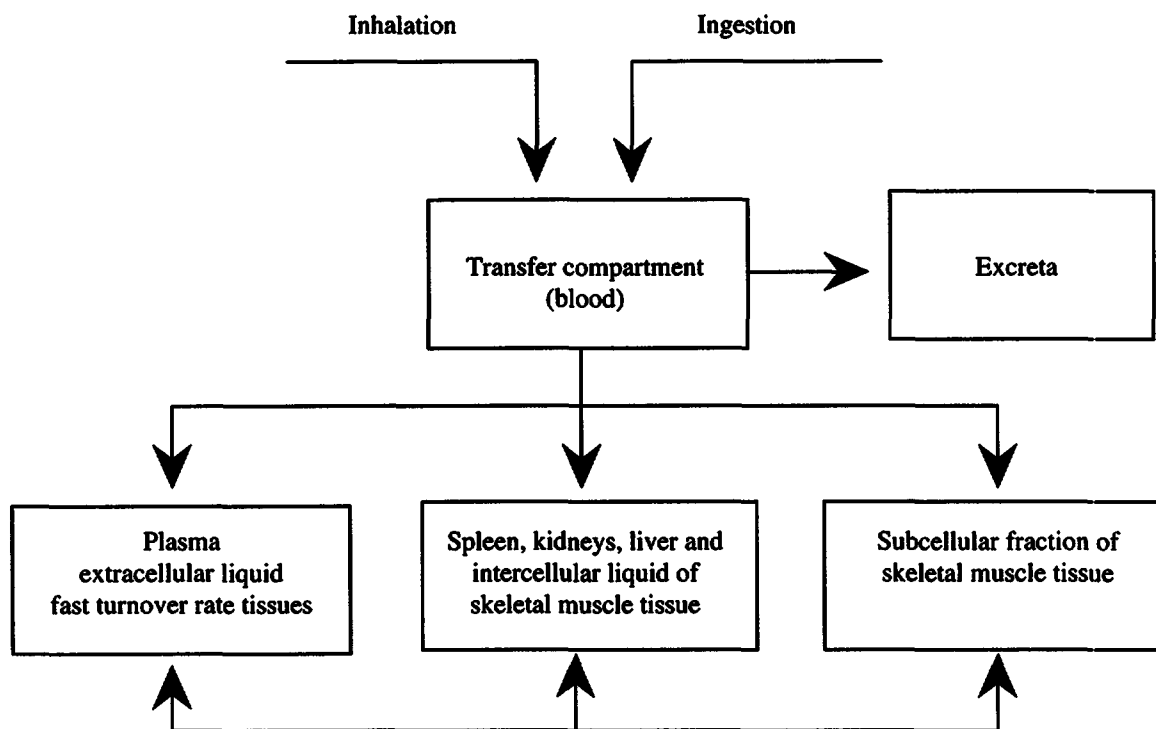 Inhalation
Ingestion
Transfer compartment
(blood)
Excreta
Plasma
extracellular liquid
fast turnover rate tissues
Spleen, kidneys, liver and
intercellular liquid of
skeletal muscle tissue
Subcellular fraction of
skeletal muscle tissue